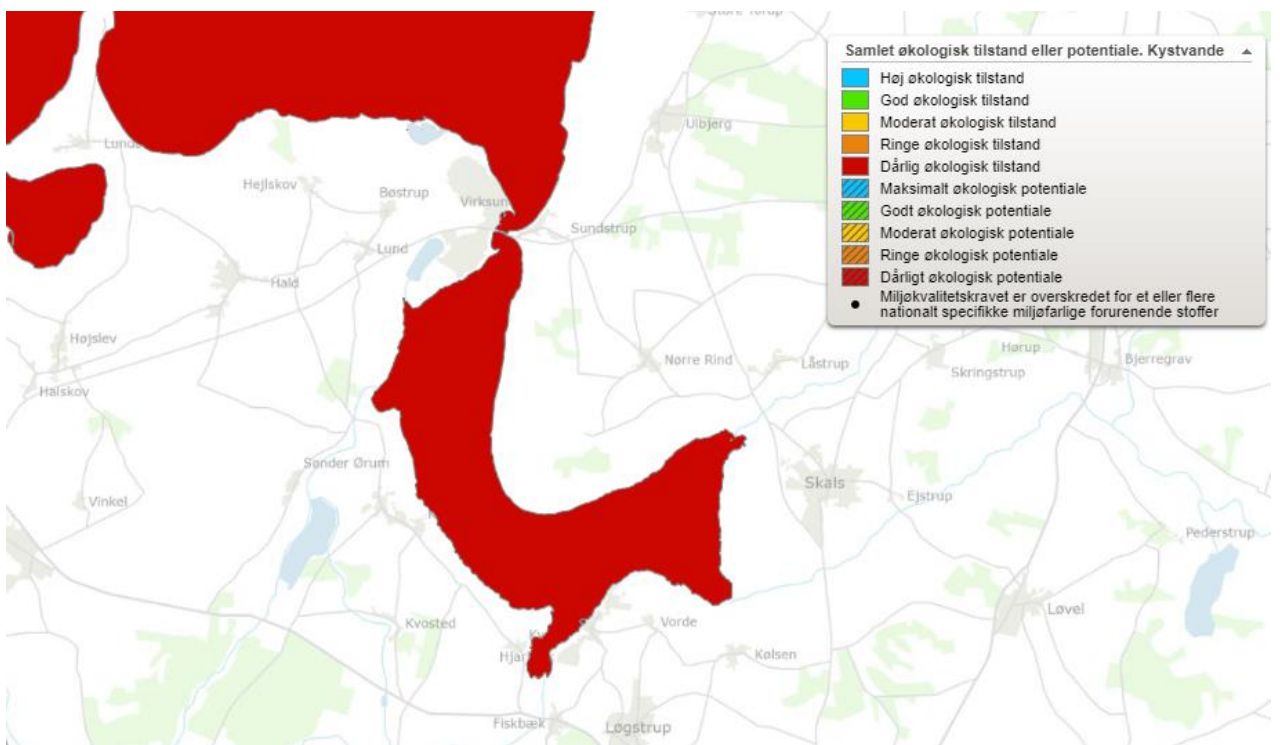 Samlet økologisk tilstand eller potentiale. Kystvande
Høj økologisk tilstand
God økologisk tilstand
Moderat økologisk tilstand
Ringe økologisk tilstand
Dårlig økologisk tilstand
Maksimalt økologisk potentiale
Godt økologisk potentiale
Moderat økologisk potentiale
Ringe økologisk potentiale
Dårligt økologisk potentiale
Miljøkvalitetskravet er overskredet for et eller flere
nationalt specifikke miljøfarlige forurenende stoffer
Ulbjerg
Hejlskov
Bøstrup
Virksun
Sundstrup
Lund
Hald
Højslev
Halskov
Nørre Rind
Låstrup
Hørup
Skringstrup
Bjerregrav
Sønder Ørum
Vinkel
Skals
Ejstrup
Pederstrup
Løvel
Kvosted
Vorde
Hjar
Kølsen
Fiskbæk
Løgstrup